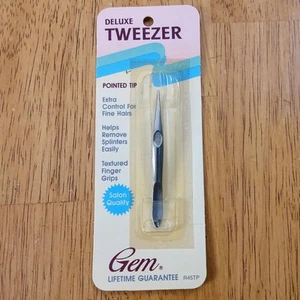 DELUXE
TWEEZER
POINTED TIP
Extra
Control For
Fine Hairs
Helps
Remove
Splinters
Easily
Textured
Finger
Grips
Salon
Quality
Gem®
LIFETIME GUARANTEE R45TP